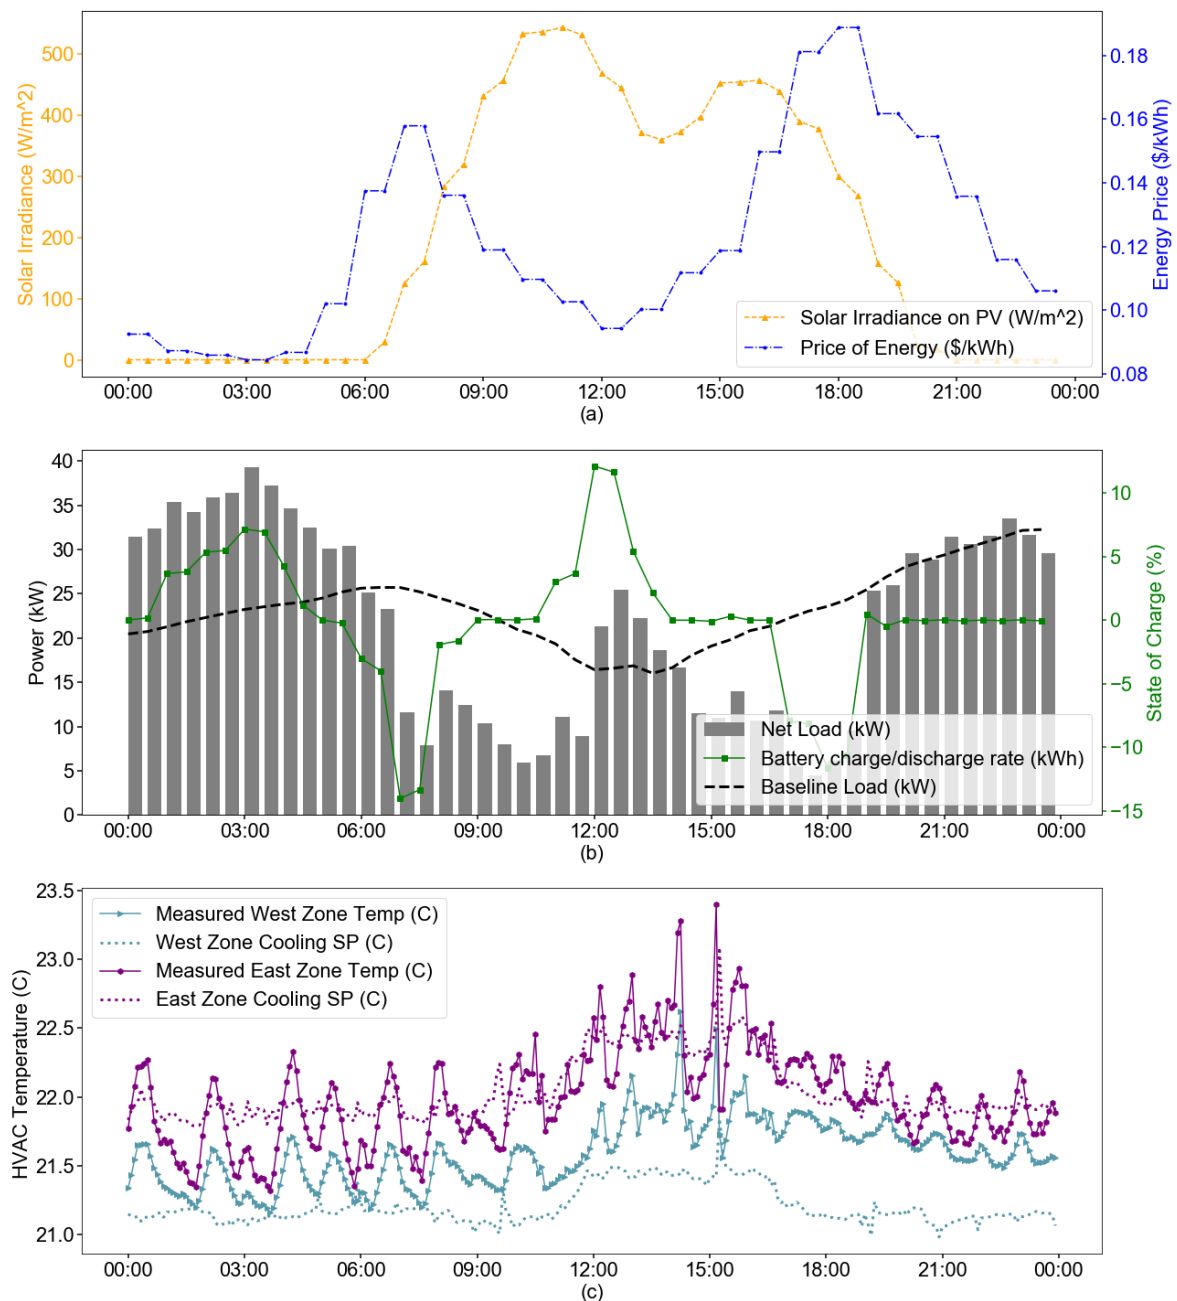 Solar Irradiance (W/m^2)
500
400
300
200
100
0
Energy Price ($/kWh)
0.18
0.16
0.14
0.12
0.10
0.08
Solar Irradiance on PV (W/m^2)
Price of Energy ($/kWh)
00:00 03:00 06:00 09:00 12:00 15:00 18:00 21:00 00:00
(a)
Power (kW)
40
35
30
25
20
15
10
5
0
State of Charge (%)
10
5
0
−5
−10
−15
Net Load (kW)
Battery charge/discharge rate (kWh)
Baseline Load (kW)
00:00 03:00 06:00 09:00 12:00 15:00 18:00 21:00 00:00
(b)
HVAC Temperature (C)
23.5
23.0
22.5
22.0
21.5
21.0
Measured West Zone Temp (C)
West Zone Cooling SP (C)
Measured East Zone Temp (C)
East Zone Cooling SP (C)
00:00 03:00 06:00 09:00 12:00 15:00 18:00 21:00 00:00
(c)